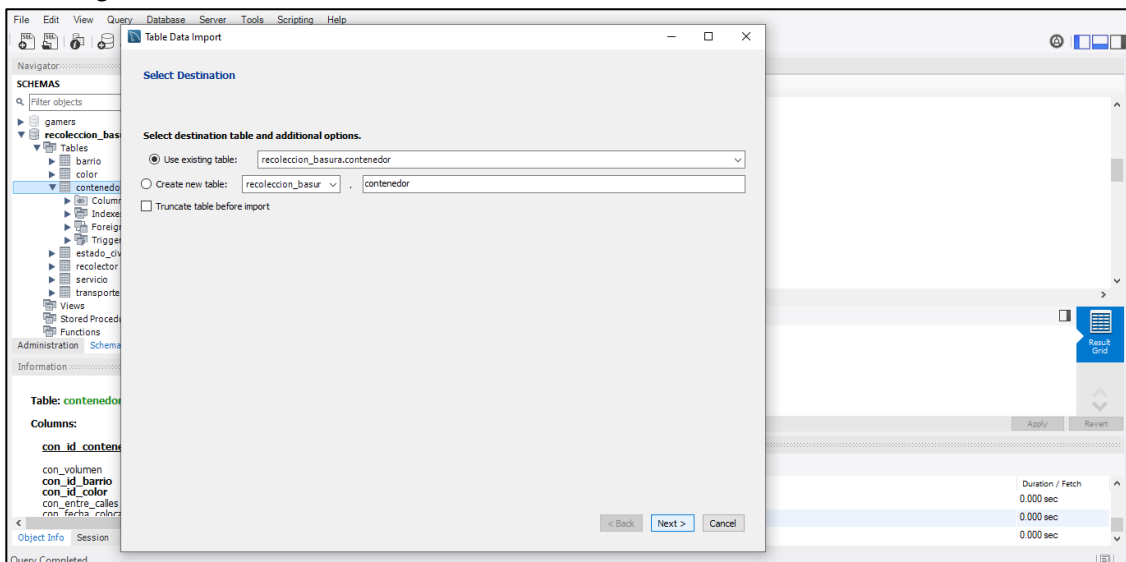 File Edit View Query Database Server Tools Scripting Help
Table Data Import
Navigator
SCHEMAS
Filter objects
gamers
recoleccion_bas
Tables
barrio
color
contenedo
Column
Indexe
Foreig
Trigge
estado_civ
recolector
servicio
transporte
Views
Stored Proced
Functions
Administration Schema
Information
Table: contenedor
Columns:
con_id_contene
con_volumen
con_id_barrio
con_id_color
con_entre_calles
con_fecha_coloca
Object Info Session
Query Completed
Select Destination
Select destination table and additional options.
Use existing table: recoleccion_basura.contenedor
Create new table: recoleccion_basur . contenedor
Truncate table before import
< Back Next > Cancel
Result
Grid
Apply Revert
Duration / Fetch
0.000 sec
0.000 sec
0.000 sec